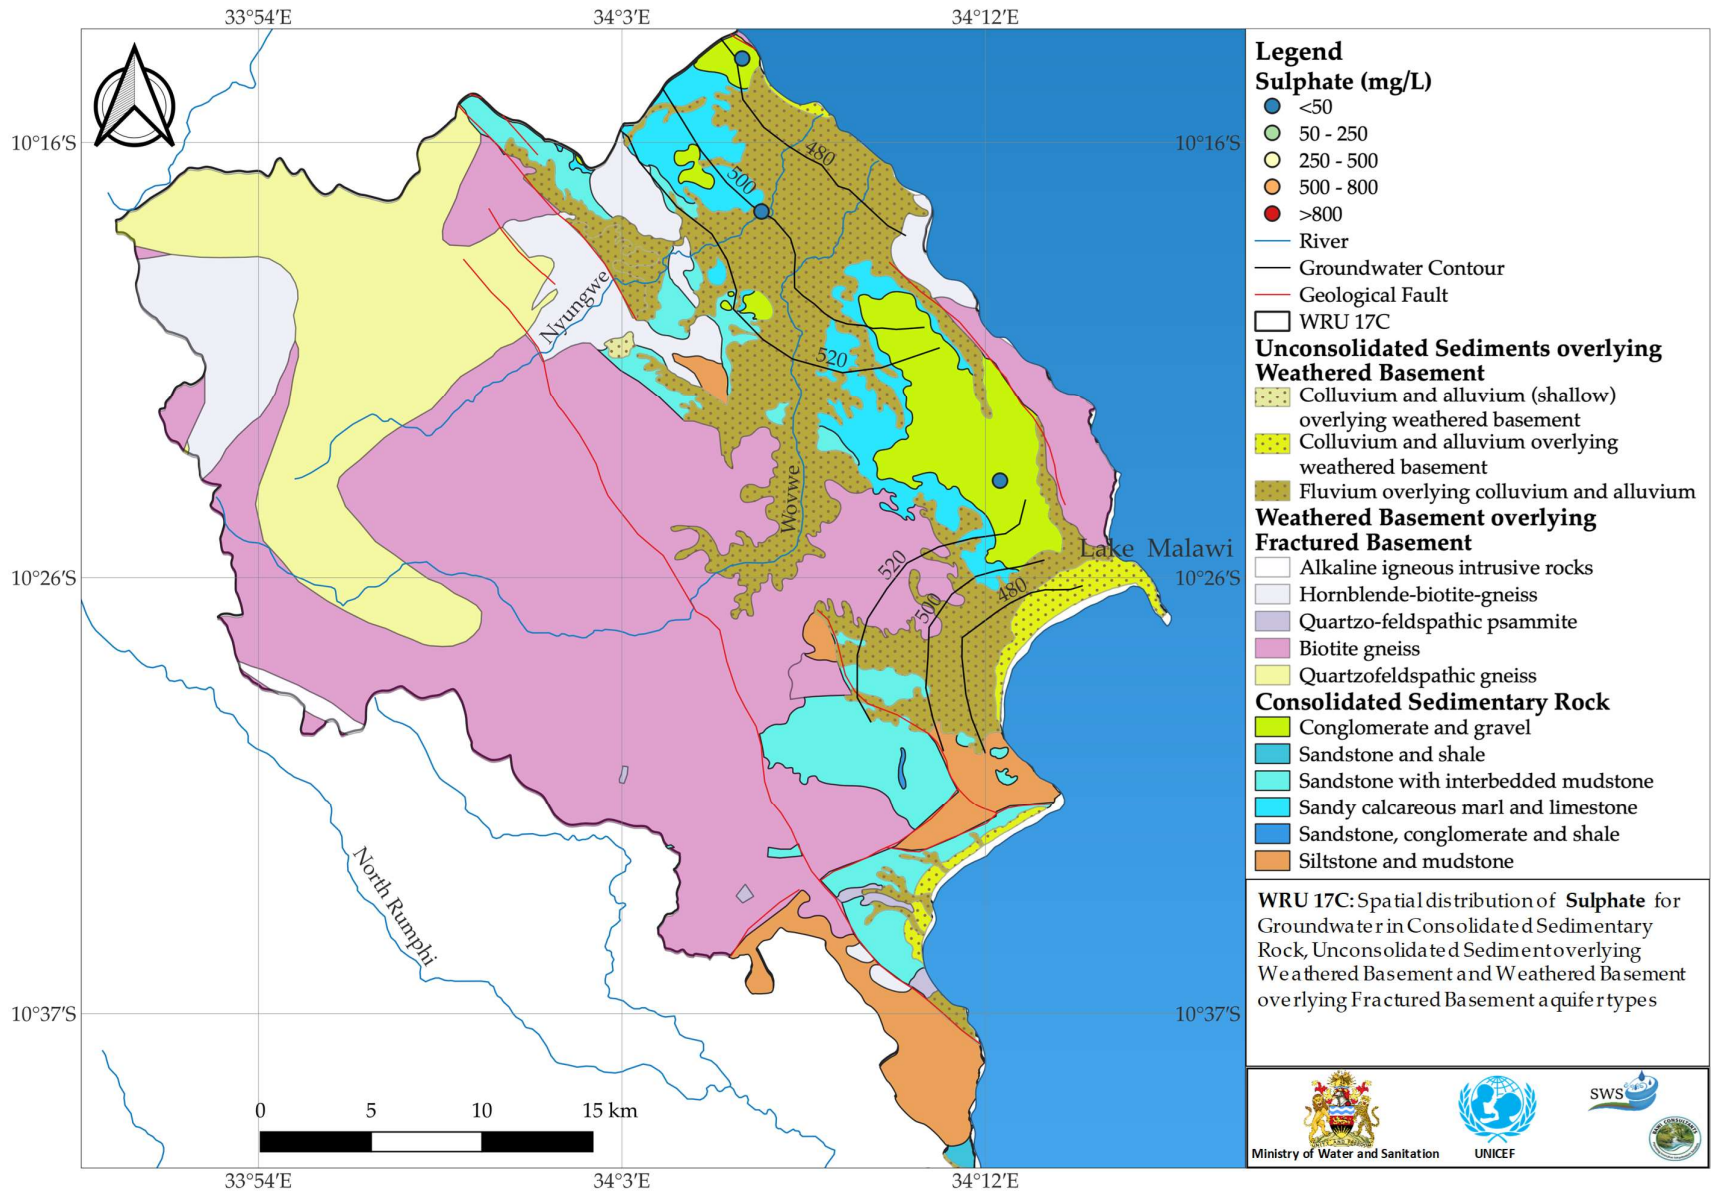 33°54'E
34°3'E
34°12'E
10°16'S
10°16'S
480
500
Nyungwe
520
Wovwe
Lake Malawi
520
10°26'S
10°26'S
480
500
North Rumphi
10°37'S
10°37'S
0 5 10 15 km
33°54'E
34°3'E
34°12'E
Legend
Sulphate (mg/L)
<50
50 - 250
250 - 500
500 - 800
>800
River
Groundwater Contour
Geological Fault
WRU 17C
Unconsolidated Sediments overlying
Weathered Basement
Colluvium and alluvium (shallow)
overlying weathered basement
Colluvium and alluvium overlying
weathered basement
Fluvium overlying colluvium and alluvium
Weathered Basement overlying
Fractured Basement
Alkaline igneous intrusive rocks
Hornblende-biotite-gneiss
Quartzo-feldspathic psammite
Biotite gneiss
Quartzofeldspathic gneiss
Consolidated Sedimentary Rock
Conglomerate and gravel
Sandstone and shale
Sandstone with interbedded mudstone
Sandy calcareous marl and limestone
Sandstone, conglomerate and shale
Siltstone and mudstone
WRU 17C: Spatial distribution of Sulphate for
Groundwater in Consolidated Sedimentary
Rock, Unconsolidated Sediment overlying
Weathered Basement and Weathered Basement
overlying Fractured Basement aquifer types
Ministry of Water and Sanitation
UNICEF
SWS